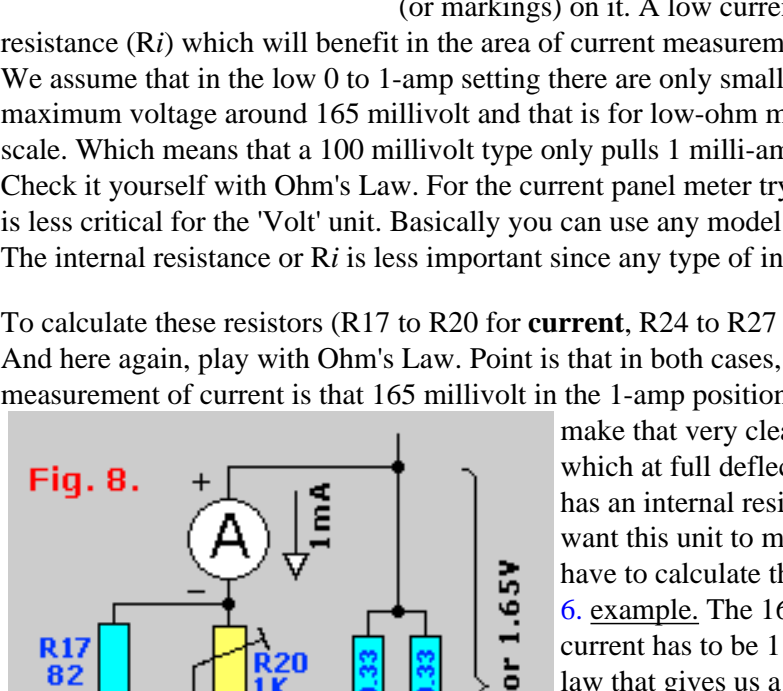 (or markings) on it. A low curren
resistance (Ri) which will benefit in the area of current measurem
We assume that in the low 0 to 1-amp setting there are only small
maximum voltage around 165 millivolt and that is for low-ohm m
scale. Which means that a 100 millivolt type only pulls 1 milli-am
Check it yourself with Ohm's Law. For the current panel meter try
is less critical for the 'Volt' unit. Basically you can use any model
The internal resistance or Ri is less important since any type of in
To calculate these resistors (R17 to R20 for current, R24 to R27
And here again, play with Ohm's Law. Point is that in both cases,
measurement of current is that 165 millivolt in the 1-amp position
make that very clea
which at full deflec
has an internal resi
want this unit to m
have to calculate th
6. example. The 16
current has to be 1
law that gives us a
Fig. 8.
+
A
1mA
−
R17
82
R20
1K
0.33
0.33
or 1.65V